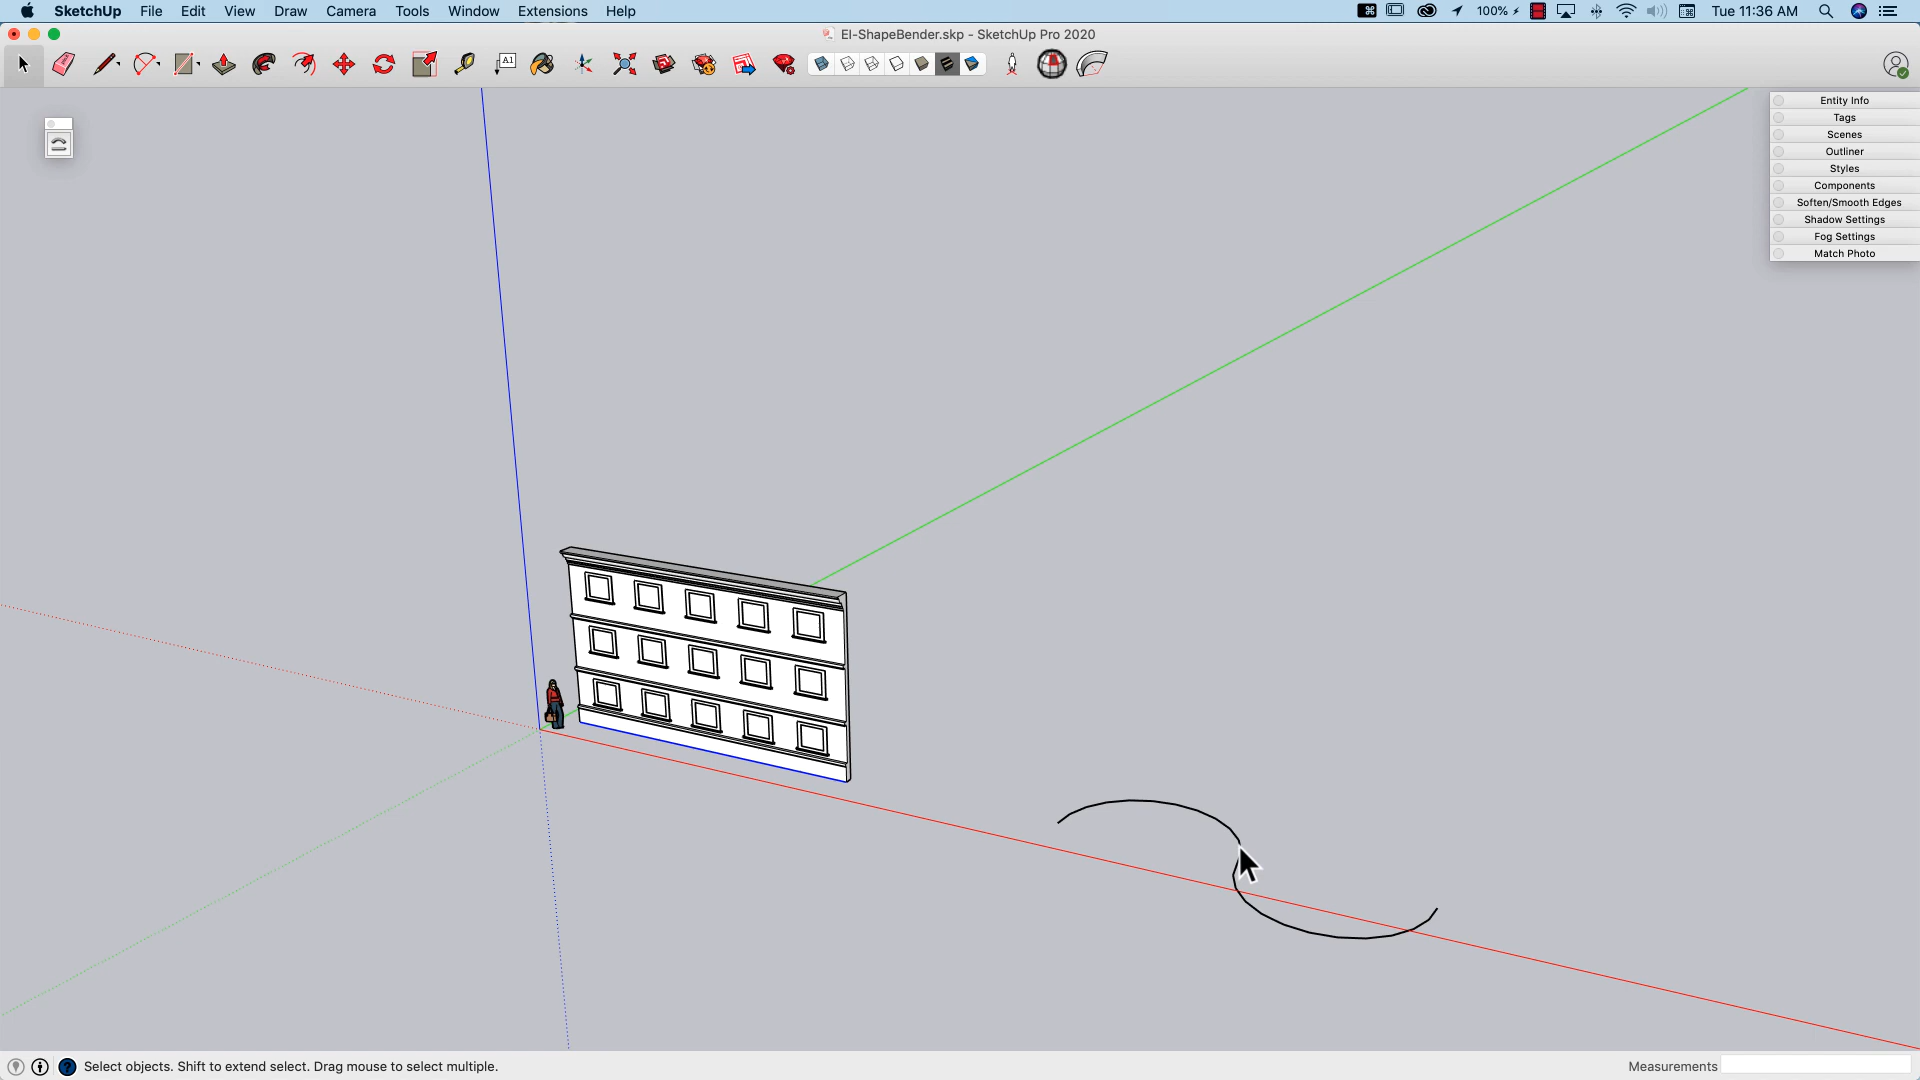 SketchUp File Edit View Draw Camera Tools Window Extensions Help 100% Tue 11:36 AM
EI-ShapeBender.skp - SketchUp Pro 2020
A1
Entity Info
Tags
Scenes
Outliner
Styles
Components
Soften/Smooth Edges
Shadow Settings
Fog Settings
Match Photo
Select objects. Shift to extend select. Drag mouse to select multiple. Measurements